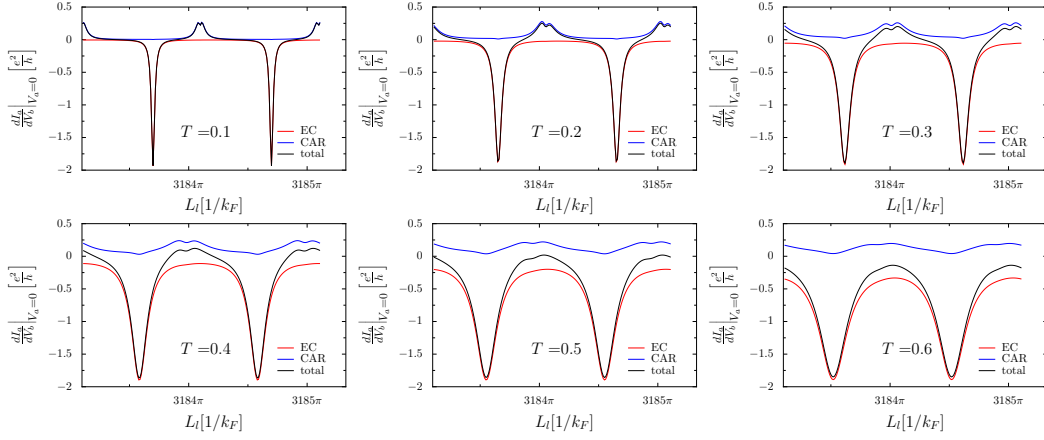 0.5
0
−0.5
−1
−1.5
−2
dI_a/dV_b|_{V_a=0} [e²/h]
T =0.1
EC
CAR
total
3184π
3185π
L_l[1/k_F]
0.5
0
−0.5
−1
−1.5
−2
dI_a/dV_b|_{V_a=0} [e²/h]
T =0.2
EC
CAR
total
3184π
3185π
L_l[1/k_F]
0.5
0
−0.5
−1
−1.5
−2
dI_a/dV_b|_{V_a=0} [e²/h]
T =0.3
EC
CAR
total
3184π
3185π
L_l[1/k_F]
0.5
0
−0.5
−1
−1.5
−2
dI_a/dV_b|_{V_a=0} [e²/h]
T =0.4
EC
CAR
total
3184π
3185π
L_l[1/k_F]
0.5
0
−0.5
−1
−1.5
−2
dI_a/dV_b|_{V_a=0} [e²/h]
T =0.5
EC
CAR
total
3184π
3185π
L_l[1/k_F]
0.5
0
−0.5
−1
−1.5
−2
dI_a/dV_b|_{V_a=0} [e²/h]
T =0.6
EC
CAR
total
3184π
3185π
L_l[1/k_F]